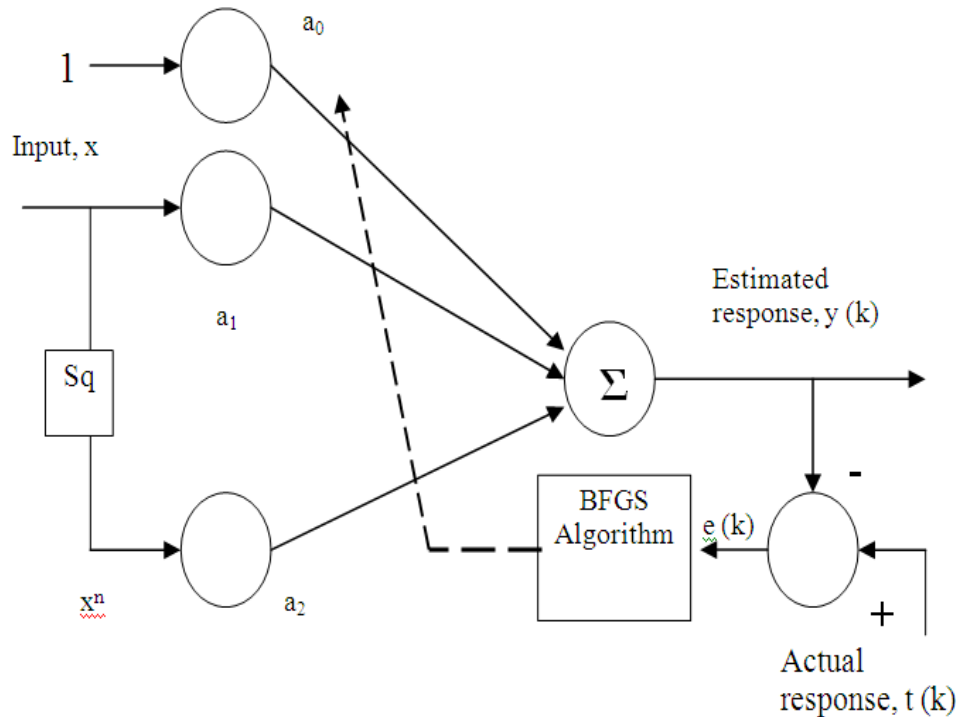 a₀
1
Input, x
a₁
Estimated
response, y (k)
Sq
Σ
-
BFGS
Algorithm
e (k)
xⁿ
a₂
+
Actual
response, t (k)